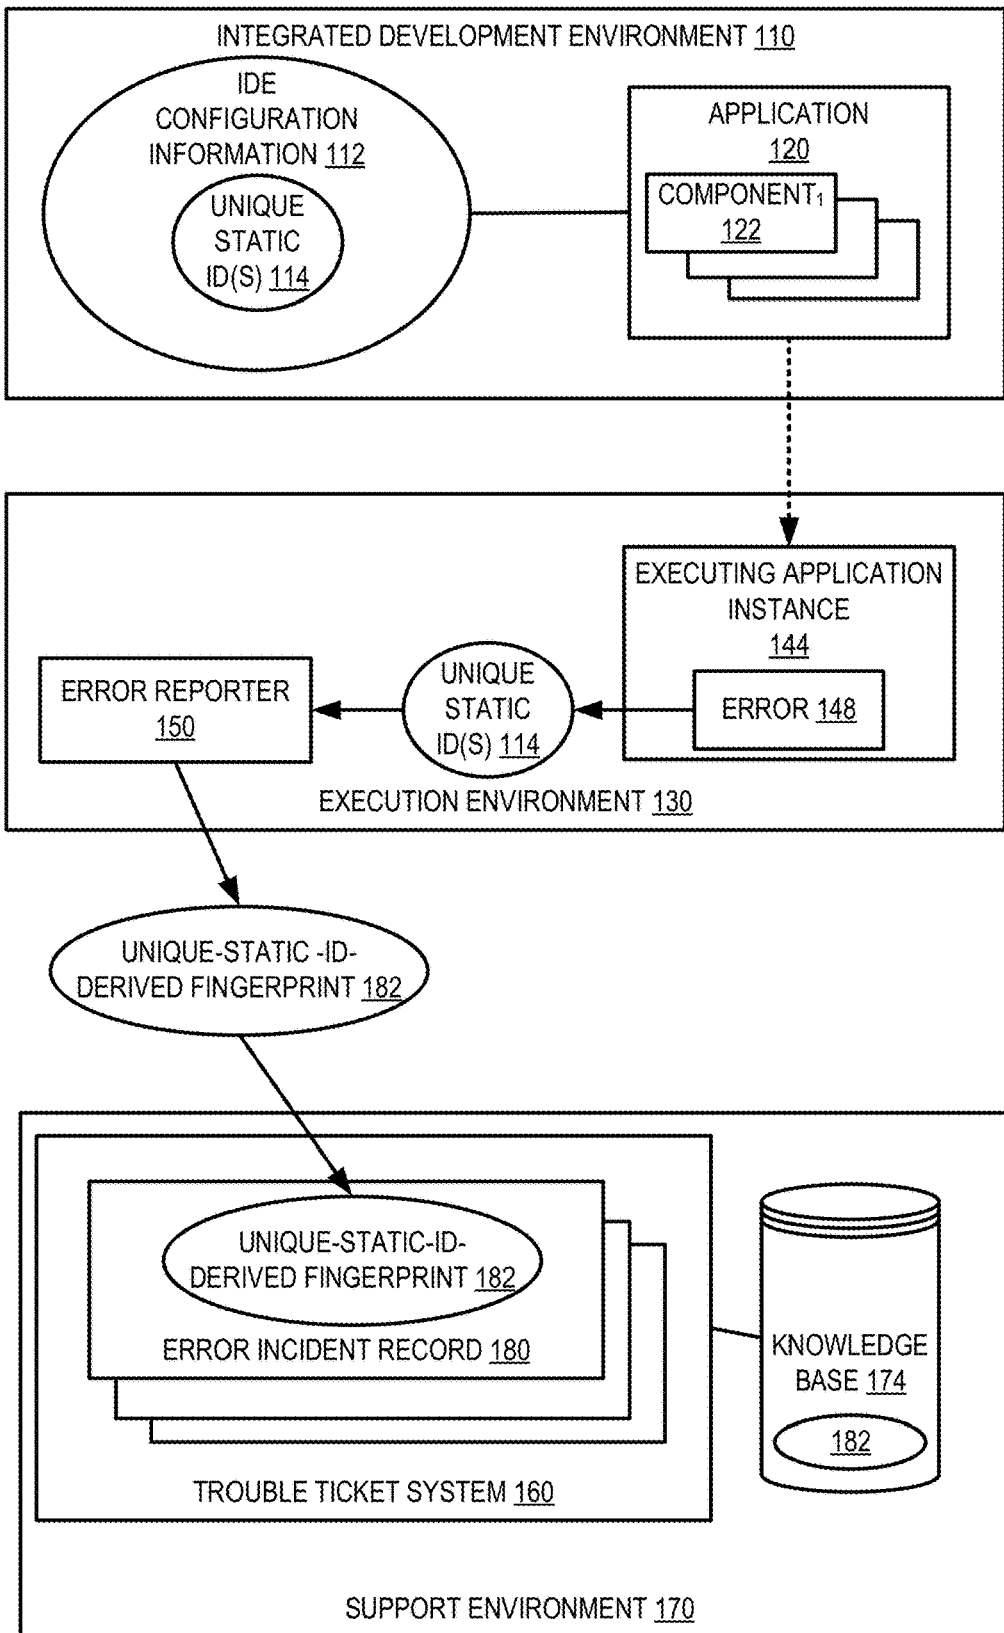 INTEGRATED DEVELOPMENT ENVIRONMENT 110
IDE
CONFIGURATION
INFORMATION 112
UNIQUE
STATIC
ID(S) 114
APPLICATION
120
COMPONENT₁
122
EXECUTING APPLICATION
INSTANCE
144
ERROR 148
UNIQUE
STATIC
ID(S) 114
ERROR REPORTER
150
EXECUTION ENVIRONMENT 130
UNIQUE-STATIC -ID-
DERIVED FINGERPRINT 182
UNIQUE-STATIC-ID-
DERIVED FINGERPRINT 182
ERROR INCIDENT RECORD 180
TROUBLE TICKET SYSTEM 160
KNOWLEDGE
BASE 174
182
SUPPORT ENVIRONMENT 170